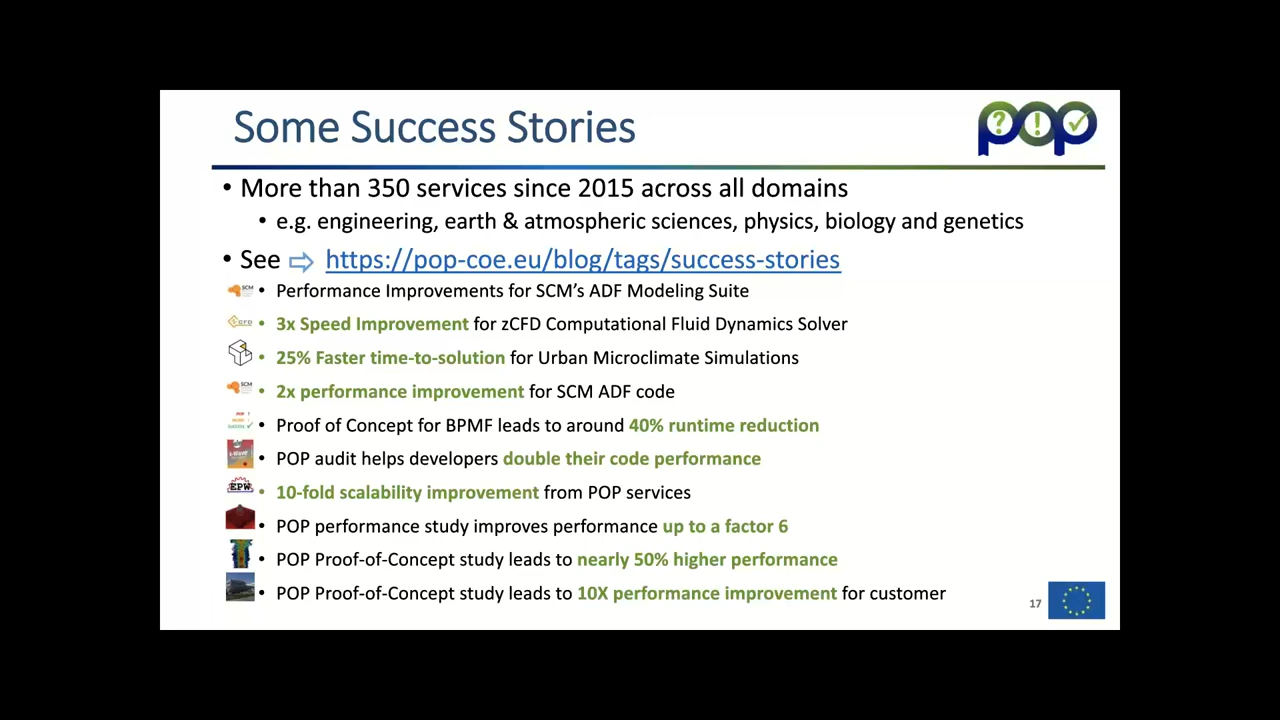 Some Success Stories
pop
• More than 350 services since 2015 across all domains
• e.g. engineering, earth & atmospheric sciences, physics, biology and genetics
• See ⇨ https://pop-coe.eu/blog/tags/success-stories
SCM • Performance Improvements for SCM’s ADF Modeling Suite
CFD • 3x Speed Improvement for zCFD Computational Fluid Dynamics Solver
• 25% Faster time-to-solution for Urban Microclimate Simulations
SCM • 2x performance improvement for SCM ADF code
• Proof of Concept for BPMF leads to around 40% runtime reduction
• POP audit helps developers double their code performance
EPW • 10-fold scalability improvement from POP services
• POP performance study improves performance up to a factor 6
• POP Proof-of-Concept study leads to nearly 50% higher performance
• POP Proof-of-Concept study leads to 10X performance improvement for customer
17